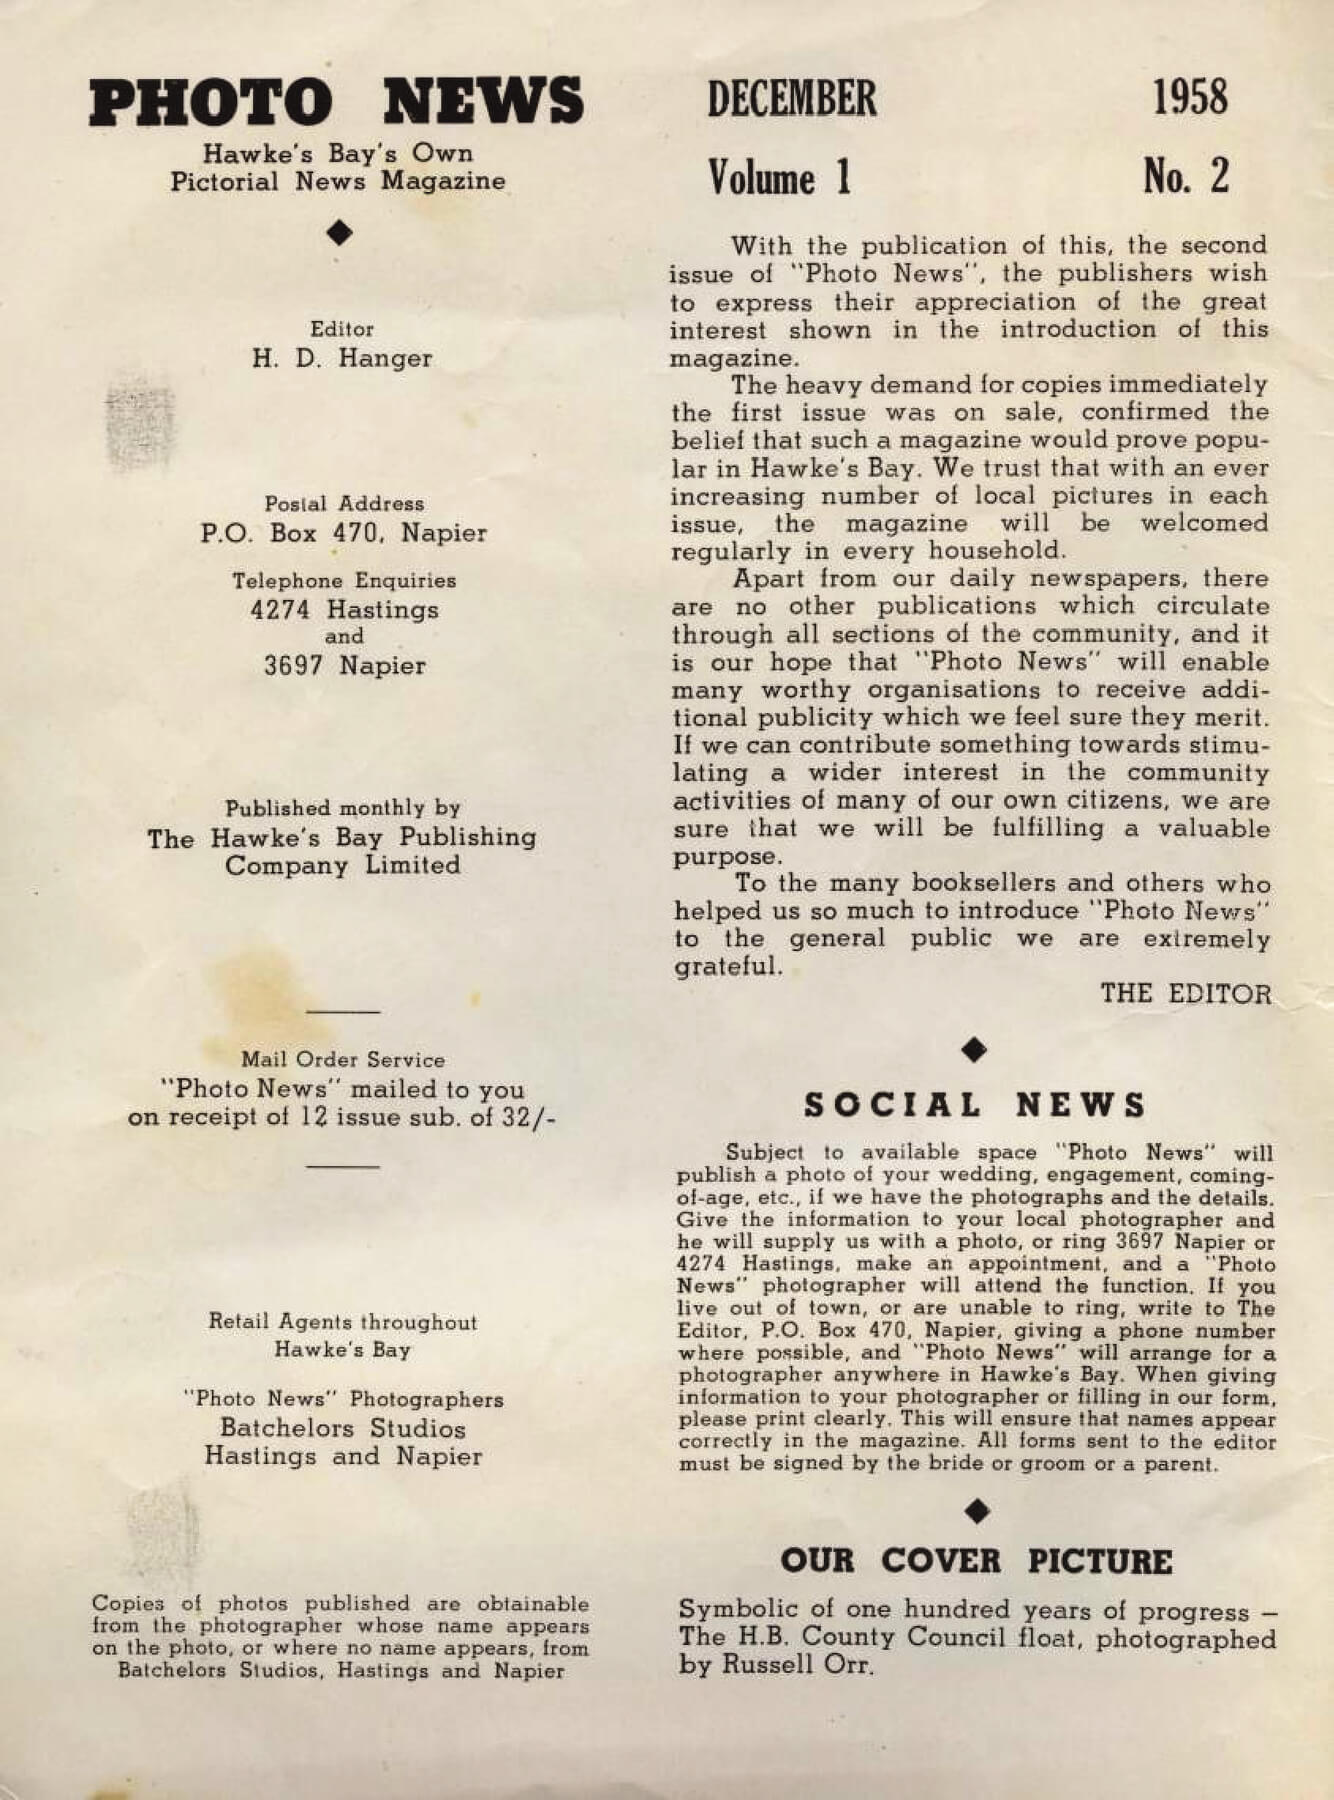 PHOTO NEWS
Hawke's Bay's Own
Pictorial News Magazine
Editor
H. D. Hanger
Postal Address
P.O. Box 470, Napier
Telephone Enquiries
4274 Hastings
and
3697 Napier
Published monthly by
The Hawke's Bay Publishing
Company Limited
Mail Order Service
"Photo News" mailed to you
on receipt of 12 issue sub. of 32/-
Retail Agents throughout
Hawke's Bay
"Photo News" Photographers
Batchelors Studios
Hastings and Napier
Copies of photos published are obtainable
from the photographer whose name appears
on the photo, or where no name appears, from
Batchelors Studios, Hastings and Napier
DECEMBER 1958
Volume 1 No. 2
With the publication of this, the second
issue of "Photo News", the publishers wish
to express their appreciation of the great
interest shown in the introduction of this
magazine.
The heavy demand for copies immediately
the first issue was on sale, confirmed the
belief that such a magazine would prove popu-
lar in Hawke's Bay. We trust that with an ever
increasing number of local pictures in each
issue, the magazine will be welcomed
regularly in every household.
Apart from our daily newspapers, there
are no other publications which circulate
through all sections of the community, and it
is our hope that "Photo News" will enable
many worthy organisations to receive addi-
tional publicity which we feel sure they merit.
If we can contribute something towards stimu-
lating a wider interest in the community
activities of many of our own citizens, we are
sure that we will be fulfilling a valuable
purpose.
To the many booksellers and others who
helped us so much to introduce "Photo News"
to the general public we are extremely
grateful.
THE EDITOR
SOCIAL NEWS
Subject to available space "Photo News" will
publish a photo of your wedding, engagement, coming-
of-age, etc., if we have the photographs and the details.
Give the information to your local photographer and
he will supply us with a photo, or ring 3697 Napier or
4274 Hastings, make an appointment, and a "Photo
News" photographer will attend the function. If you
live out of town, or are unable to ring, write to The
Editor, P.O. Box 470, Napier, giving a phone number
where possible, and "Photo News" will arrange for a
photographer anywhere in Hawke's Bay. When giving
information to your photographer or filling in our form,
please print clearly. This will ensure that names appear
correctly in the magazine. All forms sent to the editor
must be signed by the bride or groom or a parent.
OUR COVER PICTURE
Symbolic of one hundred years of progress —
The H.B. County Council float, photographed
by Russell Orr.